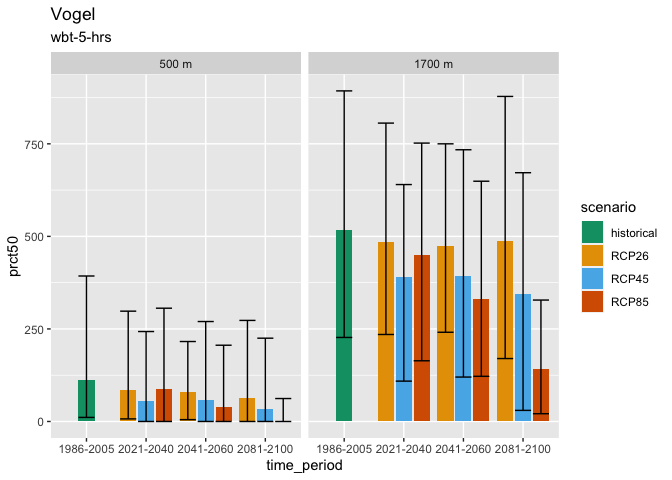 Vogel
wbt-5-hrs
500 m
1700 m
prct50
750
500
250
0
1986-2005
2021-2040
2041-2060
2081-2100
1986-2005
2021-2040
2041-2060
2081-2100
time_period
scenario
historical
RCP26
RCP45
RCP85